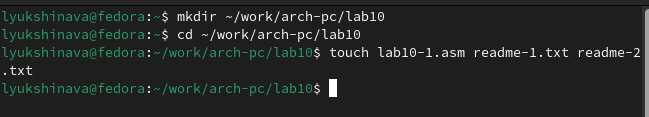 lyukshinava@fedora:~$ mkdir ~/work/arch-pc/lab10
lyukshinava@fedora:~$ cd ~/work/arch-pc/lab10
lyukshinava@fedora:~/work/arch-pc/lab10$ touch lab10-1.asm readme-1.txt readme-2
.txt
lyukshinava@fedora:~/work/arch-pc/lab10$